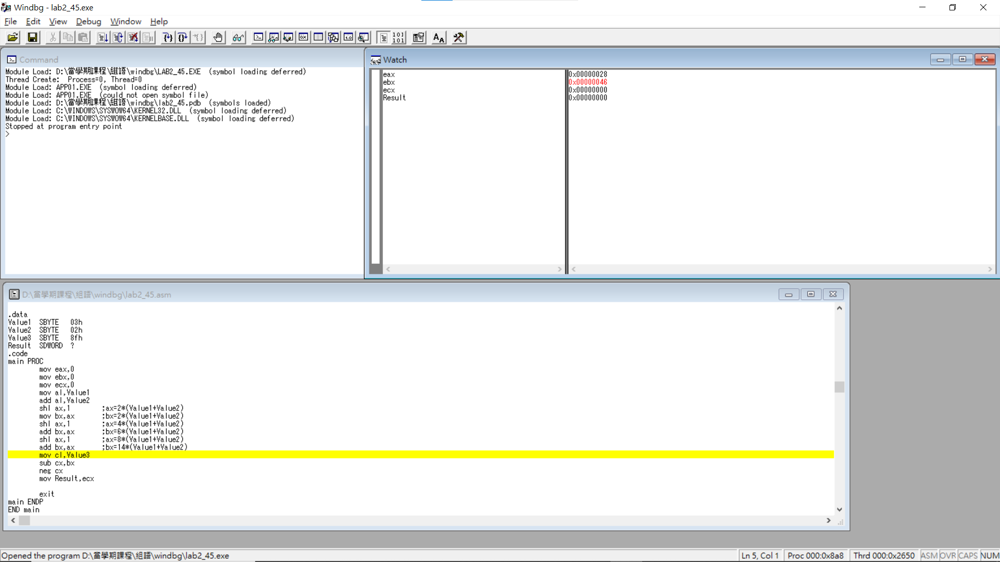 Windbg - lab2_45.exe
File Edit View Debug Window Help
Command
Module Load: D:\當學期課程\組語\windbg\LAB2_45.EXE (symbol loading deferred)
Thread Create: Process=0, Thread=0
Module Load: APP01.EXE (symbol loading deferred)
Module Load: APP01.EXE (could not open symbol file)
Module Load: D:\當學期課程\組語\windbg\lab2_45.pdb (symbols loaded)
Module Load: C:\WINDOWS\SYSWOW64\KERNEL32.DLL (symbol loading deferred)
Module Load: C:\WINDOWS\SYSWOW64\KERNELBASE.DLL (symbol loading deferred)
Stopped at program entry point
>
Watch
eax 0x00000028
ebx 0x00000046
ecx 0x00000000
Result 0x00000000
D:\當學期課程\組語\windbg\lab2_45.asm
.data
Value1 SBYTE 03h
Value2 SBYTE 02h
Value3 SBYTE 8fh
Result SDWORD ?
.code
main PROC
mov eax,0
mov ebx,0
mov ecx,0
mov al,Value1
add al,Value2
shl ax,1 ;ax=2*(Value1+Value2)
mov bx,ax ;bx=2*(Value1+Value2)
shl ax,1 ;ax=4*(Value1+Value2)
add bx,ax ;bx=6*(Value1+Value2)
shl ax,1 ;ax=8*(Value1+Value2)
add bx,ax ;bx=14*(Value1+Value2)
mov cl,Value3
sub cx,bx
neg cx
mov Result,ecx
exit
main ENDP
END main
Opened the program D:\當學期課程\組語\windbg\lab2_45.exe
Ln 5, Col 1 Proc 000:0x8a8 Thrd 000:0x2650 ASM OVR CAPS NUM